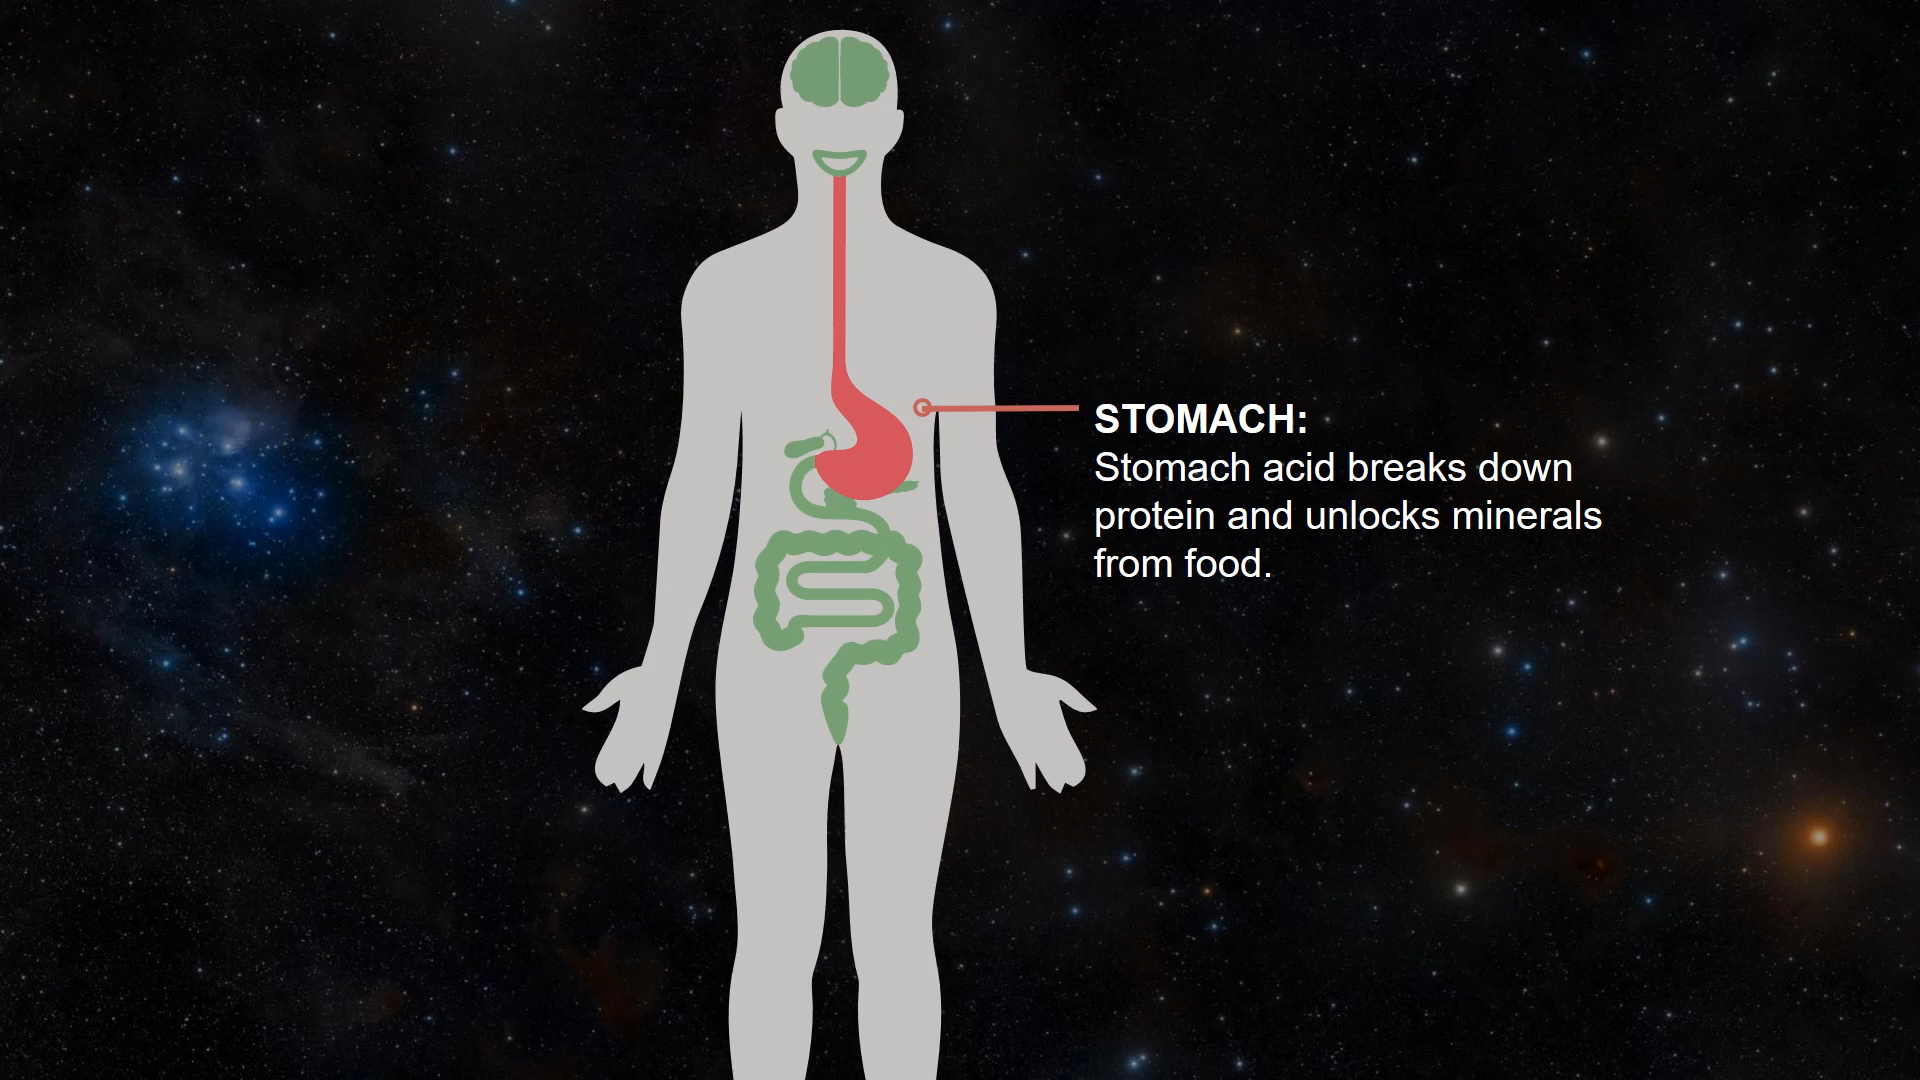 STOMACH:
Stomach acid breaks down
protein and unlocks minerals
from food.